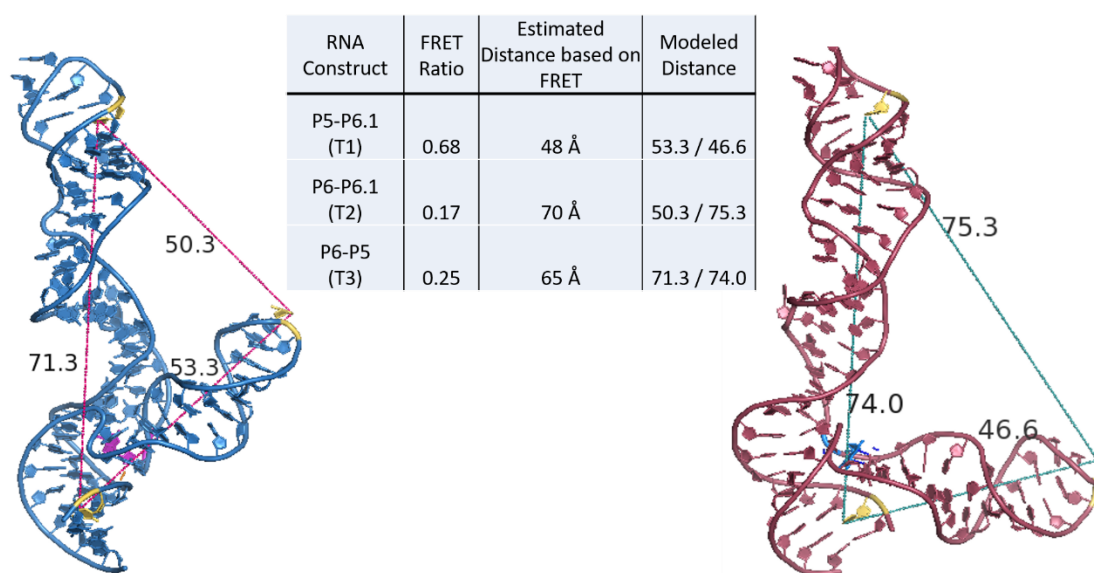 RNA Construct
FRET Ratio
Estimated Distance based on FRET
Modeled Distance
P5-P6.1 (T1)
0.68
48 Å
53.3 / 46.6
P6-P6.1 (T2)
0.17
70 Å
50.3 / 75.3
P6-P5 (T3)
0.25
65 Å
71.3 / 74.0
50.3
71.3
53.3
75.3
74.0
46.6